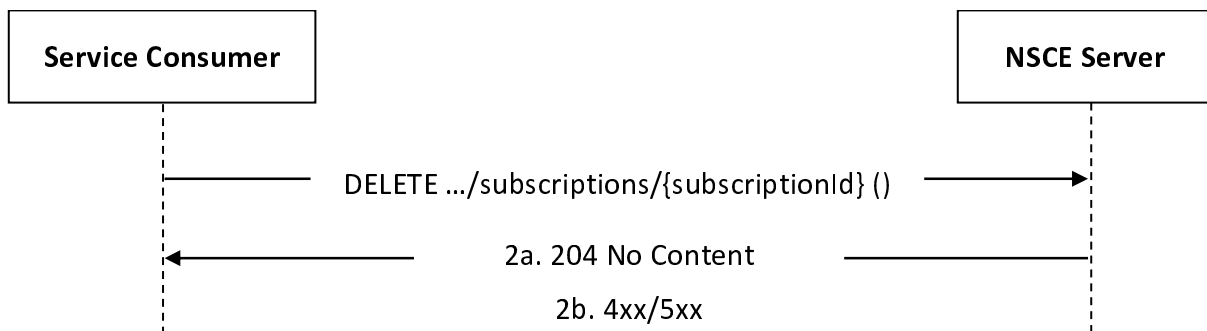 Service Consumer
NSCE Server
DELETE .../subscriptions/{subscriptionId} ()
2a. 204 No Content
2b. 4xx/5xx